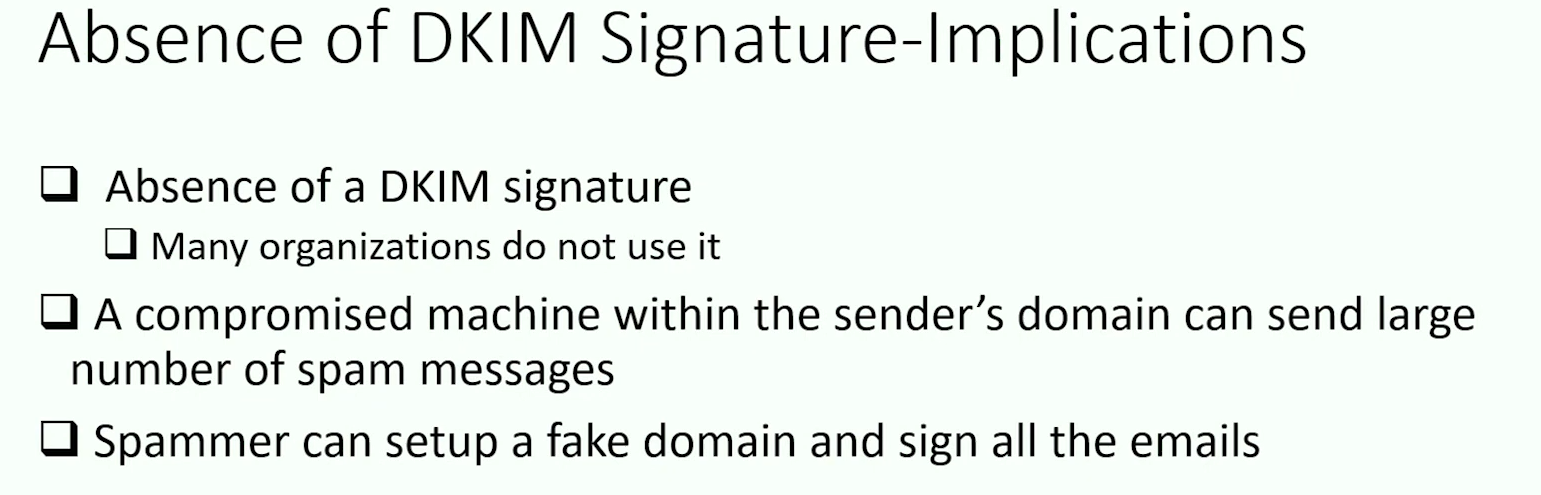 Absence of DKIM Signature-Implications
Absence of a DKIM signature
Many organizations do not use it
A compromised machine within the sender's domain can send large
number of spam messages
Spammer can setup a fake domain and sign all the emails